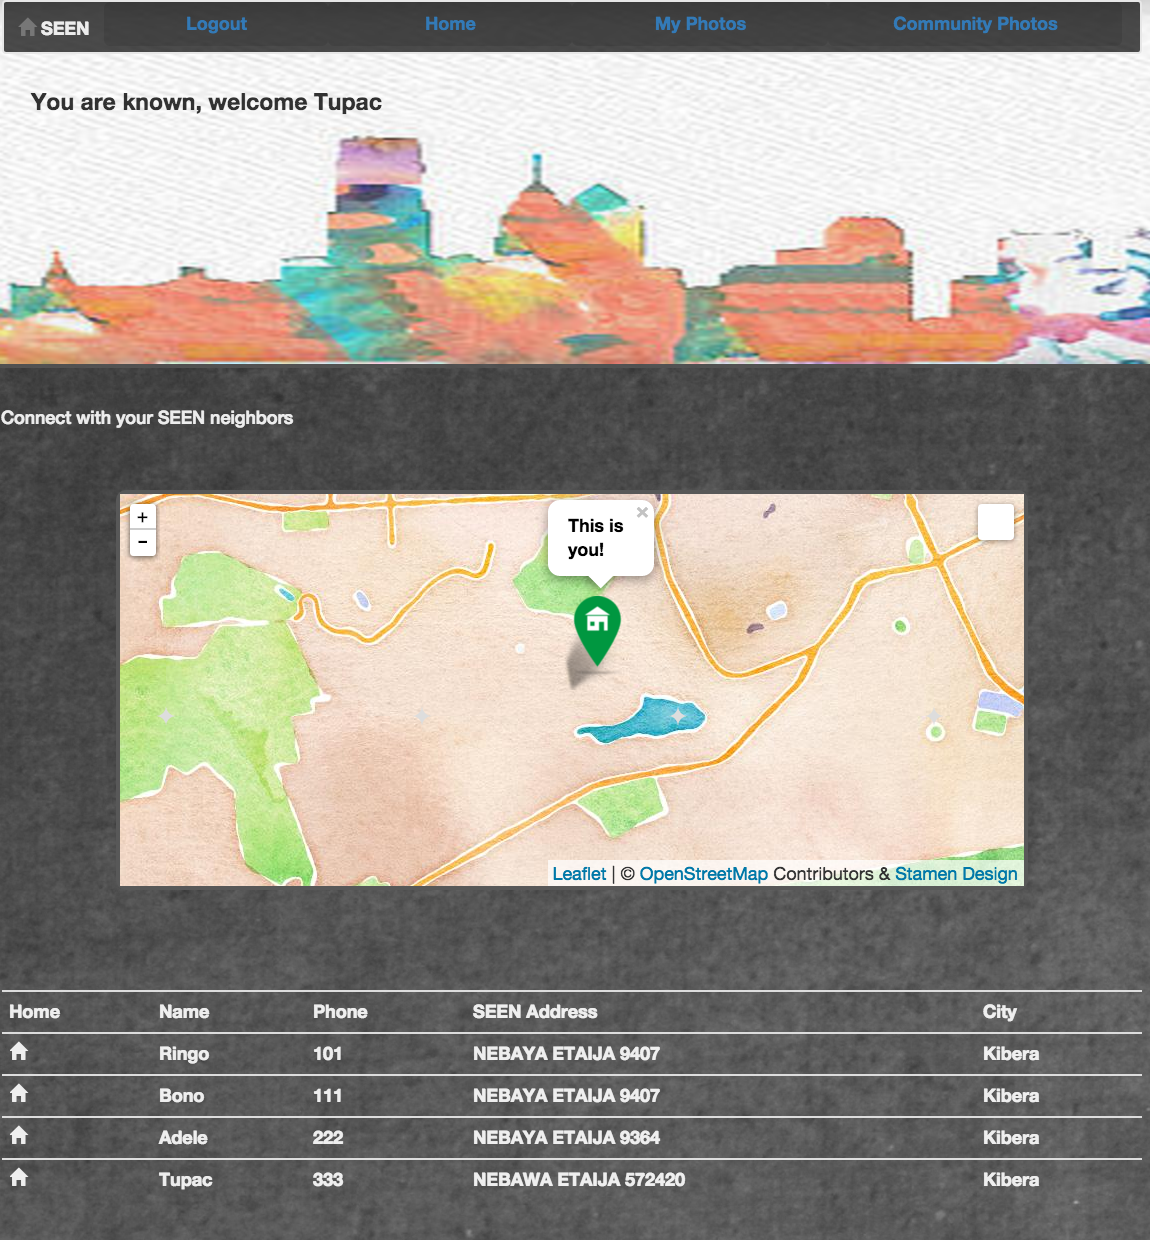 SEEN Logout Home My Photos Community Photos
You are known, welcome Tupac
Connect with your SEEN neighbors
+
−
This is
you!
×
Leaflet | © OpenStreetMap Contributors & Stamen Design
Home Name Phone SEEN Address City
Ringo 101 NEBAYA ETAIJA 9407 Kibera
Bono 111 NEBAYA ETAIJA 9407 Kibera
Adele 222 NEBAYA ETAIJA 9364 Kibera
Tupac 333 NEBAWA ETAIJA 572420 Kibera